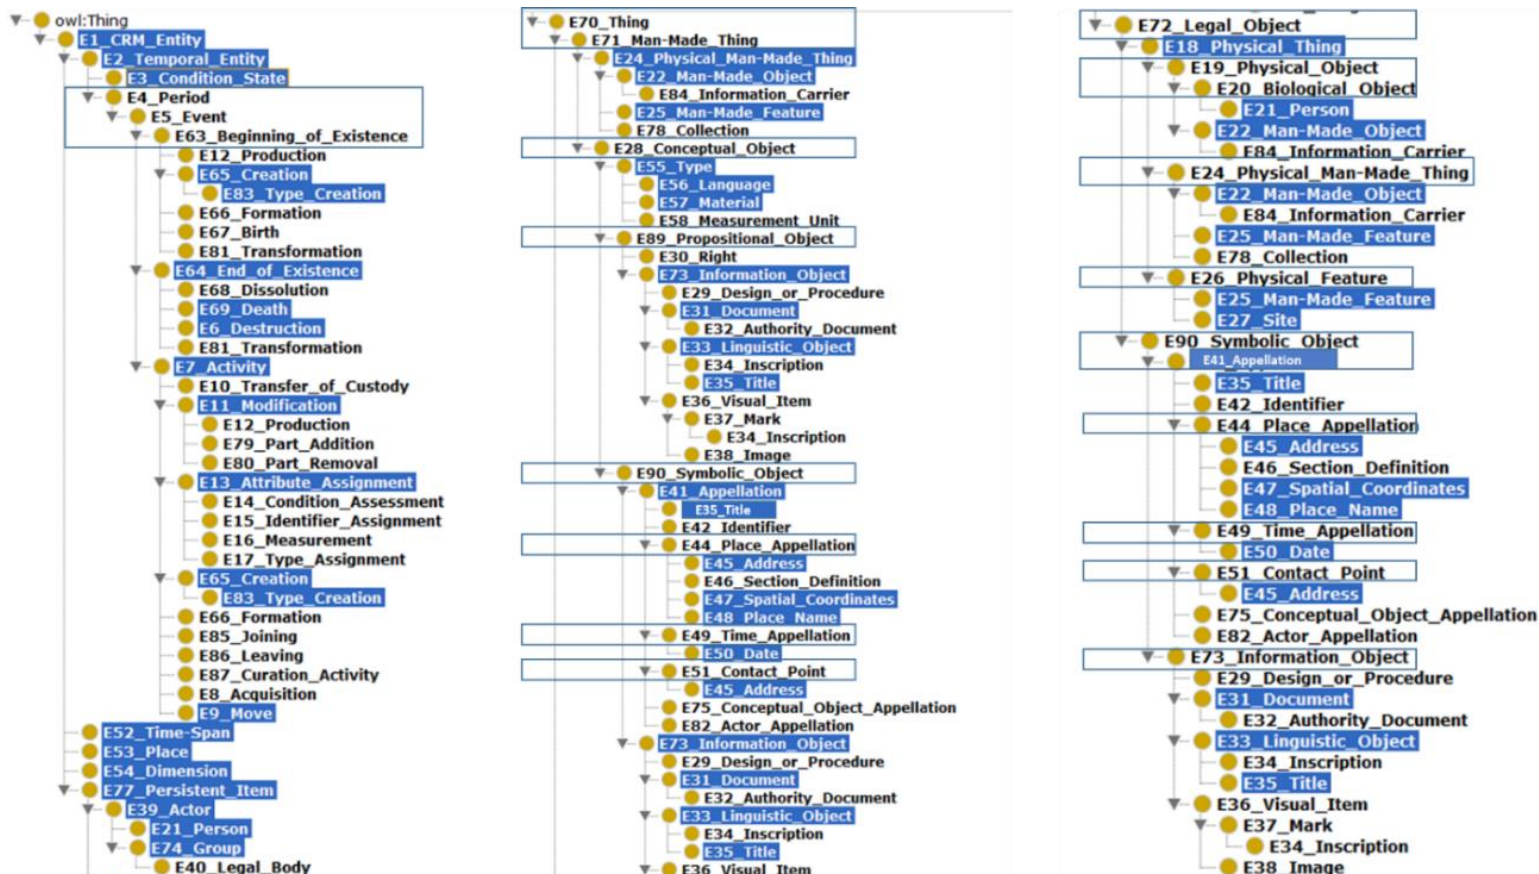 owl:Thing
E1_CRM_Entity
E2_Temporal_Entity
E3_Condition_State
E4_Period
E5_Event
E63_Beginning_of_Existence
E12_Production
E65_Creation
E83_Type_Creation
E66_Formation
E67_Birth
E81_Transformation
E64_End_of_Existence
E68_Dissolution
E69_Death
E6_Destruction
E81_Transformation
E7_Activity
E10_Transfer_of_Custody
E11_Modification
E12_Production
E79_Part_Addition
E80_Part_Removal
E13_Attribute_Assignment
E14_Condition_Assessment
E15_Identifier_Assignment
E16_Measurement
E17_Type_Assignment
E65_Creation
E83_Type_Creation
E66_Formation
E85_Joining
E86_Leaving
E87_Curation_Activity
E8_Acquisition
E9_Move
E52_Time-Span
E53_Place
E54_Dimension
E77_Persistent_Item
E39_Actor
E21_Person
E74_Group
E40_Legal_Body
E70_Thing
E71_Man-Made_Thing
E24_Physical_Man-Made_Thing
E22_Man-Made_Object
E84_Information_Carrier
E25_Man-Made_Feature
E78_Collection
E28_Conceptual_Object
E55_Type
E56_Language
E57_Material
E58_Measurement_Unit
E89_Propositional_Object
E30_Right
E73_Information_Object
E29_Design_or_Procedure
E31_Document
E32_Authority_Document
E33_Linguistic_Object
E34_Inscription
E35_Title
E36_Visual_Item
E37_Mark
E34_Inscription
E38_Image
E90_Symbolic_Object
E41_Appellation
E35_Title
E42_Identifier
E44_Place_Appellation
E45_Address
E46_Section_Definition
E47_Spatial_Coordinates
E48_Place_Name
E49_Time_Appellation
E50_Date
E51_Contact_Point
E45_Address
E75_Conceptual_Object_Appellation
E82_Actor_Appellation
E73_Information_Object
E29_Design_or_Procedure
E31_Document
E32_Authority_Document
E33_Linguistic_Object
E34_Inscription
E35_Title
E36_Visual_Item
E72_Legal_Object
E18_Physical_Thing
E19_Physical_Object
E20_Biological_Object
E21_Person
E22_Man-Made_Object
E84_Information_Carrier
E24_Physical_Man-Made_Thing
E22_Man-Made_Object
E84_Information_Carrier
E25_Man-Made_Feature
E78_Collection
E26_Physical_Feature
E25_Man-Made_Feature
E27_Site
E90_Symbolic_Object
E41_Appellation
E35_Title
E42_Identifier
E44_Place_Appellation
E45_Address
E46_Section_Definition
E47_Spatial_Coordinates
E48_Place_Name
E49_Time_Appellation
E50_Date
E51_Contact_Point
E45_Address
E75_Conceptual_Object_Appellation
E82_Actor_Appellation
E73_Information_Object
E29_Design_or_Procedure
E31_Document
E32_Authority_Document
E33_Linguistic_Object
E34_Inscription
E35_Title
E36_Visual_Item
E37_Mark
E34_Inscription
E38_Image